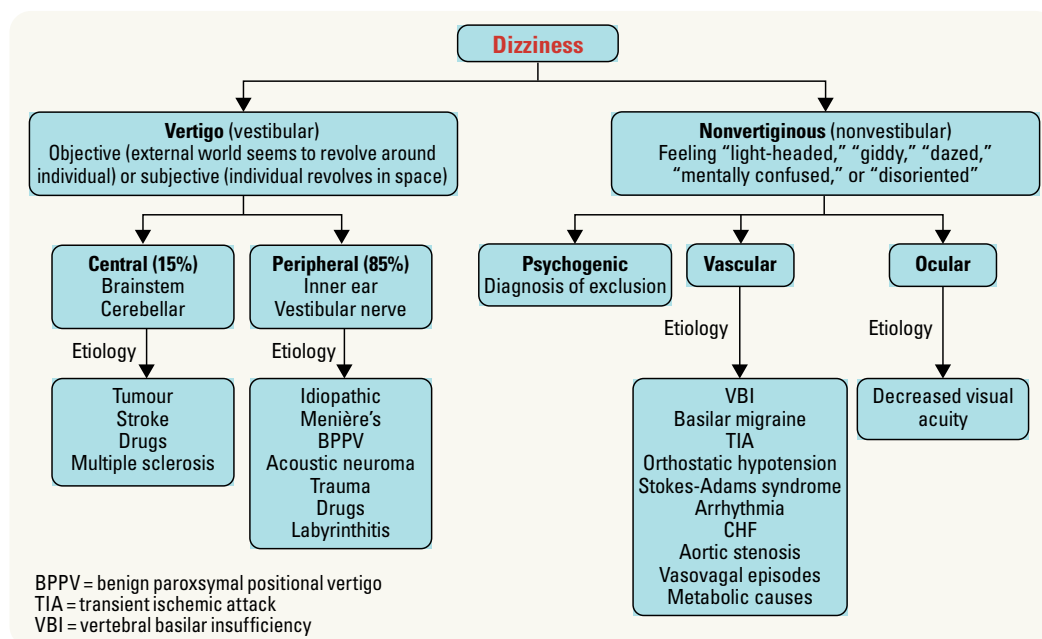 Dizziness
Vertigo (vestibular)
Objective (external world seems to revolve around
individual) or subjective (individual revolves in space)
Nonvertiginous (nonvestibular)
Feeling “light-headed,” “giddy,” “dazed,”
“mentally confused,” or “disoriented”
Central (15%)
Brainstem
Cerebellar
Peripheral (85%)
Inner ear
Vestibular nerve
Psychogenic
Diagnosis of exclusion
Vascular
Ocular
Etiology
Etiology
Etiology
Etiology
Tumour
Stroke
Drugs
Multiple sclerosis
Idiopathic
Menière’s
BPPV
Acoustic neuroma
Trauma
Drugs
Labyrinthitis
VBI
Basilar migraine
TIA
Orthostatic hypotension
Stokes-Adams syndrome
Arrhythmia
CHF
Aortic stenosis
Vasovagal episodes
Metabolic causes
Decreased visual
acuity
BPPV = benign paroxsymal positional vertigo
TIA = transient ischemic attack
VBI = vertebral basilar insufficiency